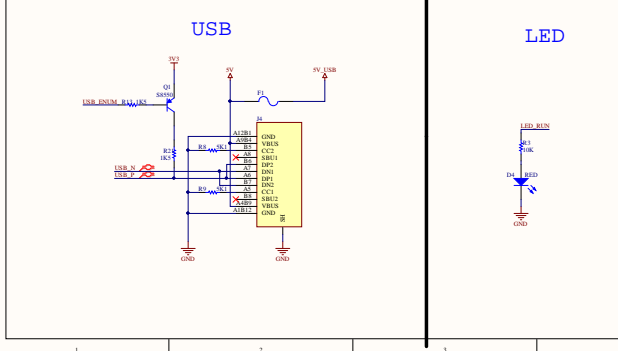 USB
LED
3V3
Q1
S8550
USB_ENUM R13 1K5
R2
1K5
USB_N
USB_P
5V
5V_USB
F1
J4
A12B1 GND
A9B4 VBUS
R8 5K1 B5 CC2
A8 SBU1
B6 DP2
A7 DN1
A6 DP1
B7 DN2
R9 5K1 A5 CC1
B8 SBU2
A4B9 VBUS
A1B12 GND
GND
GND
LED_RUN
R3
10K
D4 RED
GND
1 2 3